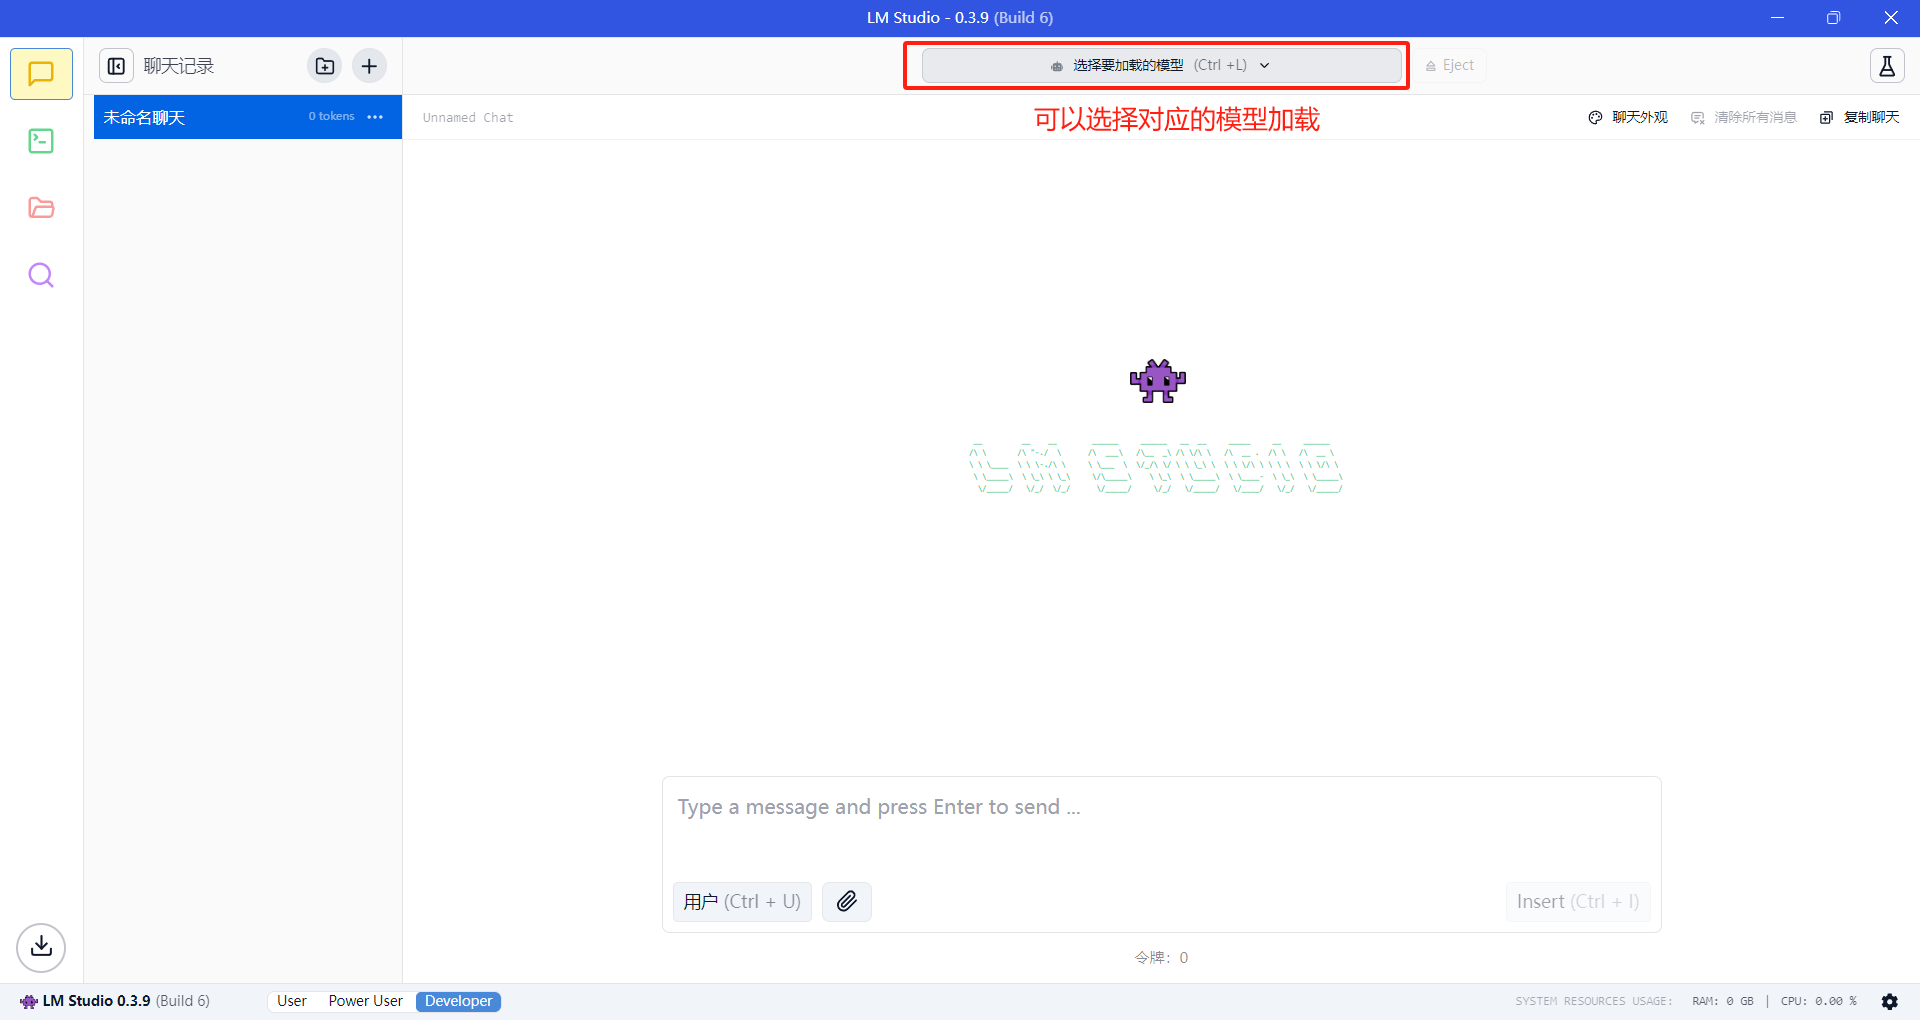 LM Studio - 0.3.9 (Build 6)
聊天记录
选择要加载的模型 (Ctrl +L)
Eject
未命名聊天 0 tokens
Unnamed Chat
可以选择对应的模型加载
聊天外观
清除所有消息
复制聊天
LM STUDIO
Type a message and press Enter to send ...
用户 (Ctrl + U)
Insert (Ctrl + I)
令牌: 0
LM Studio 0.3.9 (Build 6)
User Power User Developer
SYSTEM RESOURCES USAGE: RAM: 0 GB | CPU: 0.00 %